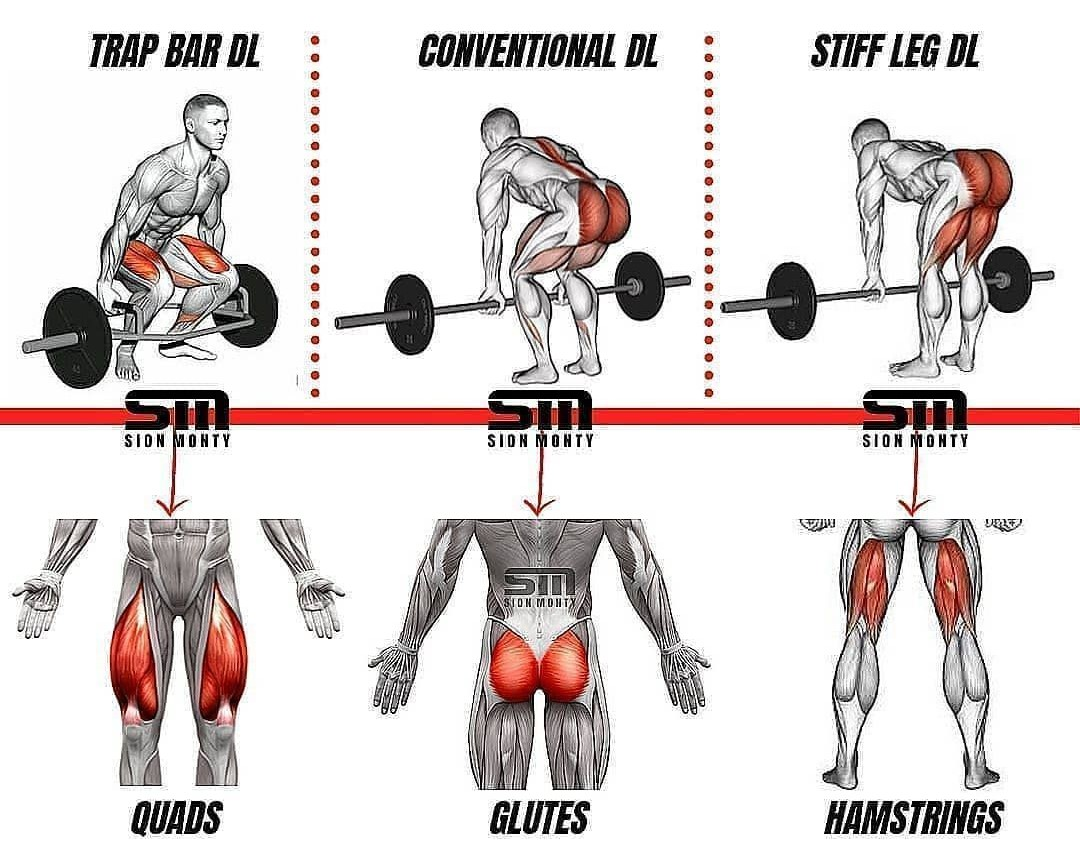 TRAP BAR DL
CONVENTIONAL DL
STIFF LEG DL
SM
SION MONTY
SM
SION MONTY
SM
SION MONTY
SM
SION MONTY
QUADS
GLUTES
HAMSTRINGS